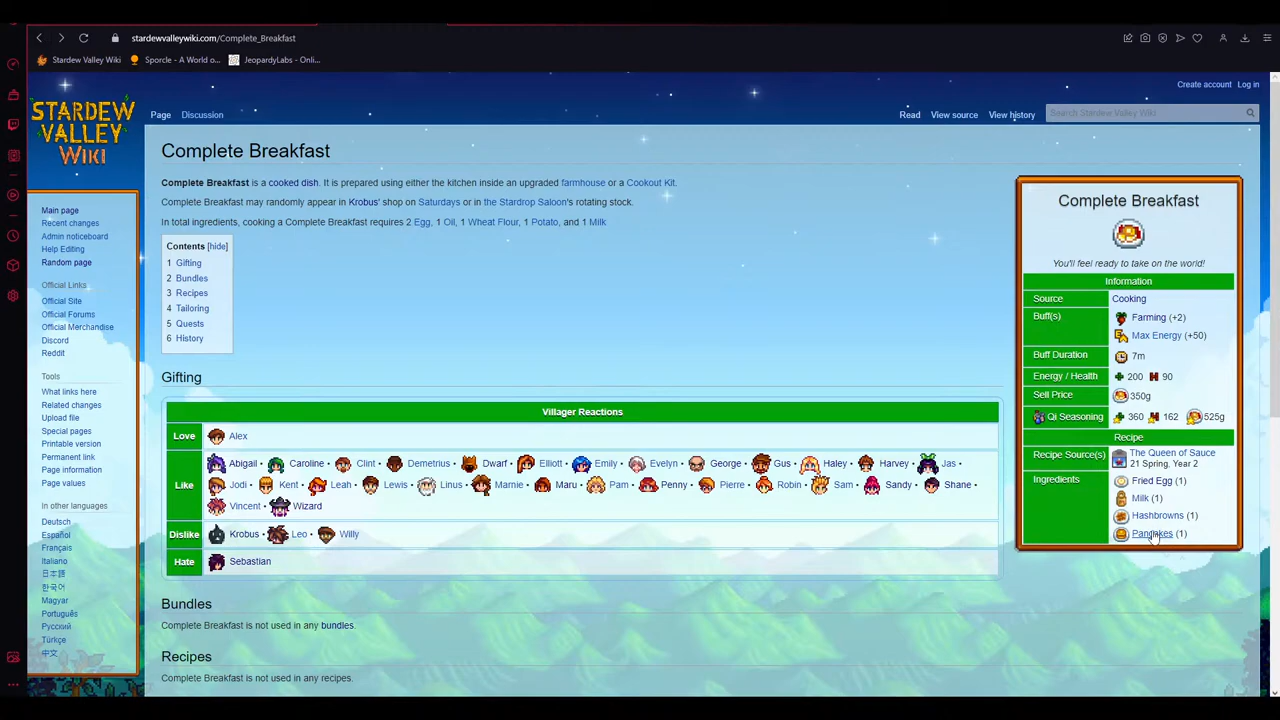 stardewvalleywiki.com/Complete_Breakfast
Stardew Valley Wiki
Sporcle - A World o...
JeopardyLabs - Onli...
Create account
Log in
STARDEW
VALLEY
WIKI
Page
Discussion
Read
View source
View history
Search Stardew Valley Wiki
Main page
Recent changes
Admin noticeboard
Help Editing
Random page
Official Links
Official Site
Official Forums
Official Merchandise
Discord
Reddit
Tools
What links here
Related changes
Upload file
Special pages
Printable version
Permanent link
Page information
Page values
In other languages
Deutsch
Español
Français
Italiano
日本語
한국어
Magyar
Português
Русский
Türkçe
中文
Complete Breakfast
Complete Breakfast is a cooked dish. It is prepared using either the kitchen inside an upgraded farmhouse or a Cookout Kit.
Complete Breakfast may randomly appear in Krobus' shop on Saturdays or in the Stardrop Saloon's rotating stock.
In total ingredients, cooking a Complete Breakfast requires 2 Egg, 1 Oil, 1 Wheat Flour, 1 Potato, and 1 Milk
Contents [hide]
1 Gifting
2 Bundles
3 Recipes
4 Tailoring
5 Quests
6 History
Gifting
Villager Reactions
Love
Alex
Like
Abigail • Caroline • Clint • Demetrius • Dwarf • Elliott • Emily • Evelyn • George • Gus • Haley • Harvey • Jas •
Jodi • Kent • Leah • Lewis • Linus • Marnie • Maru • Pam • Penny • Pierre • Robin • Sam • Sandy • Shane •
Vincent • Wizard
Dislike
Krobus • Leo • Willy
Hate
Sebastian
Bundles
Complete Breakfast is not used in any bundles.
Recipes
Complete Breakfast is not used in any recipes.
Complete Breakfast
You'll feel ready to take on the world!
Information
Source
Cooking
Buff(s)
Farming (+2)
Max Energy (+50)
Buff Duration
7m
Energy / Health
200
90
Sell Price
350g
Qi Seasoning
360
162
525g
Recipe
Recipe Source(s)
The Queen of Sauce
21 Spring, Year 2
Ingredients
Fried Egg (1)
Milk (1)
Hashbrowns (1)
Pancakes (1)